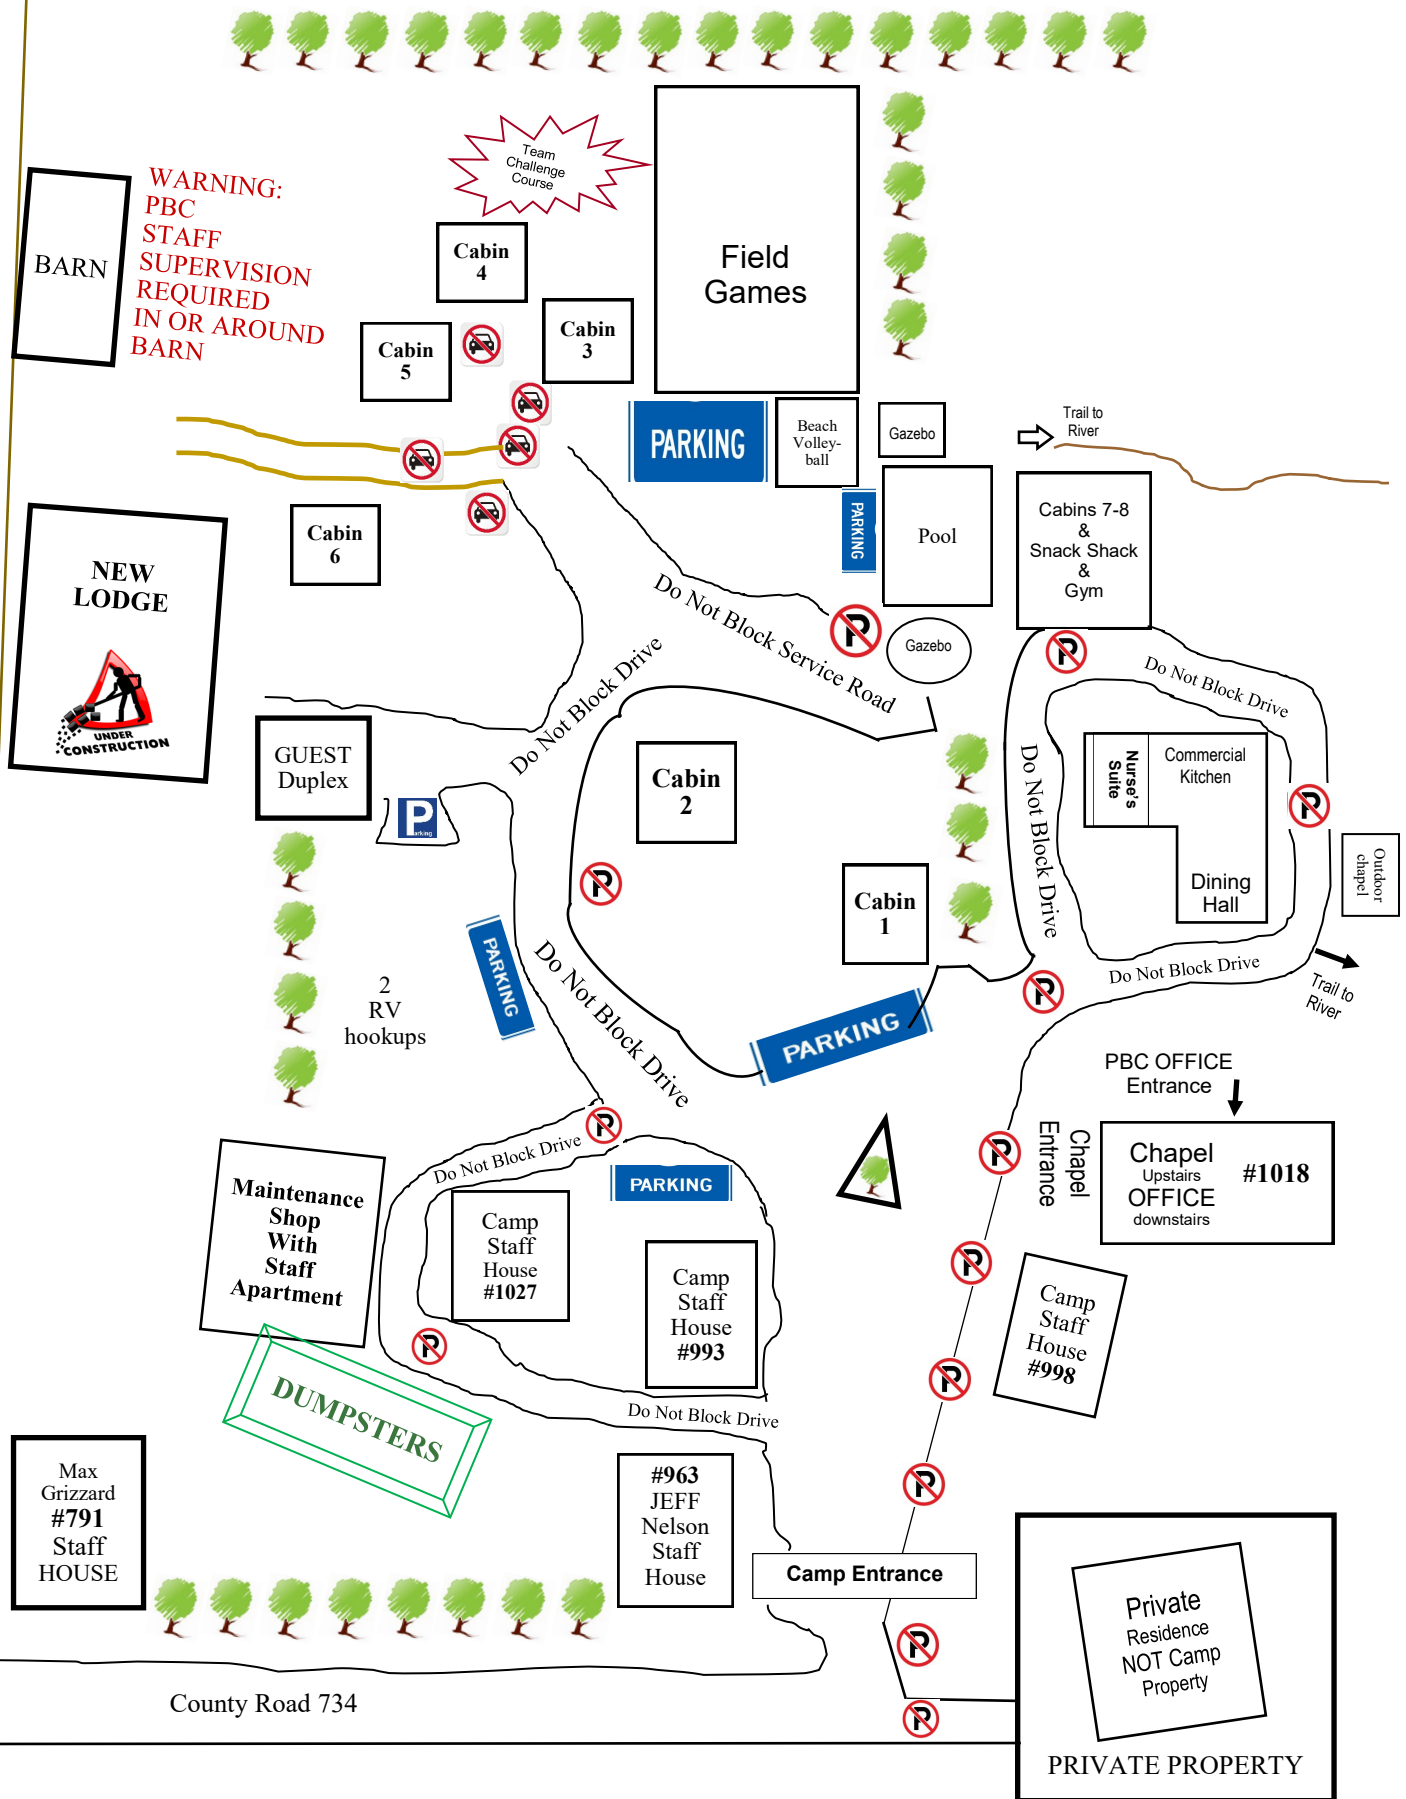 Team
Challenge
Course
WARNING:
PBC
STAFF
SUPERVISION
REQUIRED
IN OR AROUND
BARN
BARN
Cabin
4
Field
Games
Cabin
3
Cabin
5
PARKING
Beach
Volley-
ball
Gazebo
Trail to
River
Cabin
6
PARKING
Pool
Cabins 7-8
&
Snack Shack
&
Gym
NEW
LODGE
UNDER
CONSTRUCTION
Do Not Block Service Road
P
Gazebo
P
Do Not Block Drive
Do Not Block Drive
GUEST
Duplex
P
Parking
Cabin
2
Do Not Block Drive
Nurse's
Suite
Commercial
Kitchen
Dining
Hall
P
Outdoor
chapel
P
Cabin
1
PARKING
2
RV
hookups
Do Not Block Drive
PARKING
P
Do Not Block Drive
Trail to
River
PBC OFFICE
Entrance
P
Do Not Block Drive
PARKING
P
Chapel
Entrance
Chapel
Upstairs
OFFICE
downstairs
#1018
Maintenance
Shop
With
Staff
Apartment
Camp
Staff
House
#1027
Camp
Staff
House
#993
P
Camp
Staff
House
#998
P
DUMPSTERS
P
Do Not Block Drive
Max
Grizzard
#791
Staff
HOUSE
#963
JEFF
Nelson
Staff
House
P
Camp Entrance
P
P
Private
Residence
NOT Camp
Property
County Road 734
PRIVATE PROPERTY